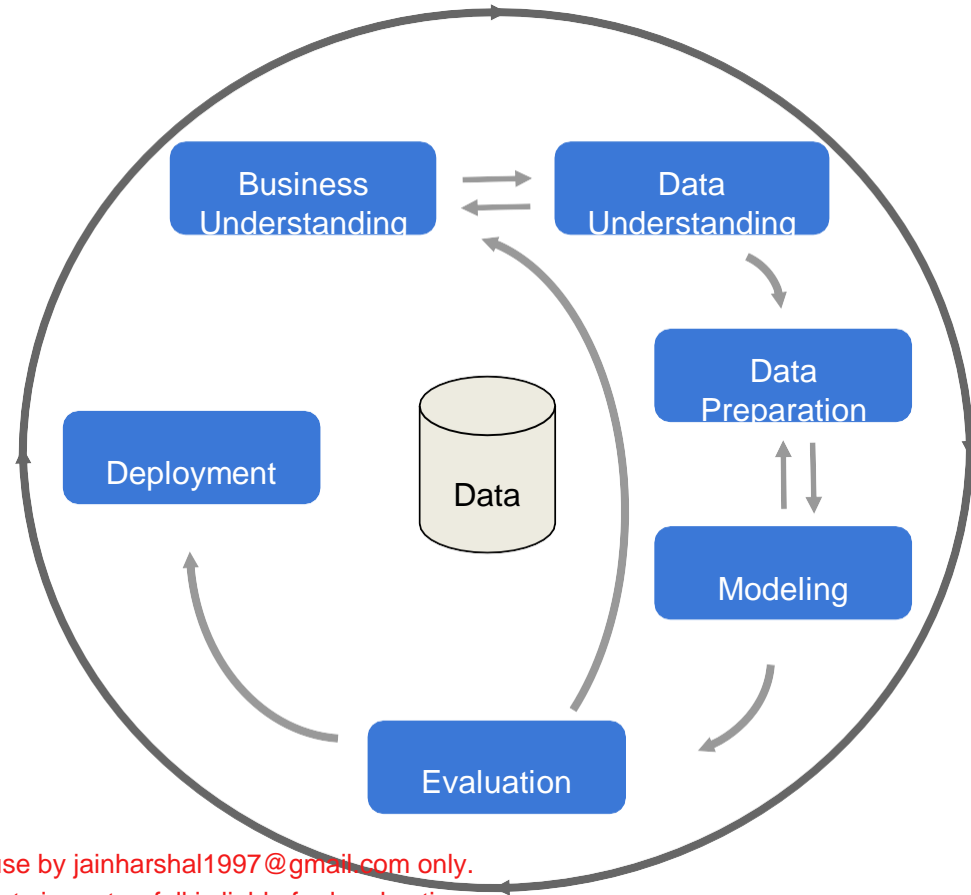 Business
Understanding
Data
Understanding
Data
Preparation
Deployment
Data
Modeling
Evaluation
use by jainharshal1997@gmail.com only.